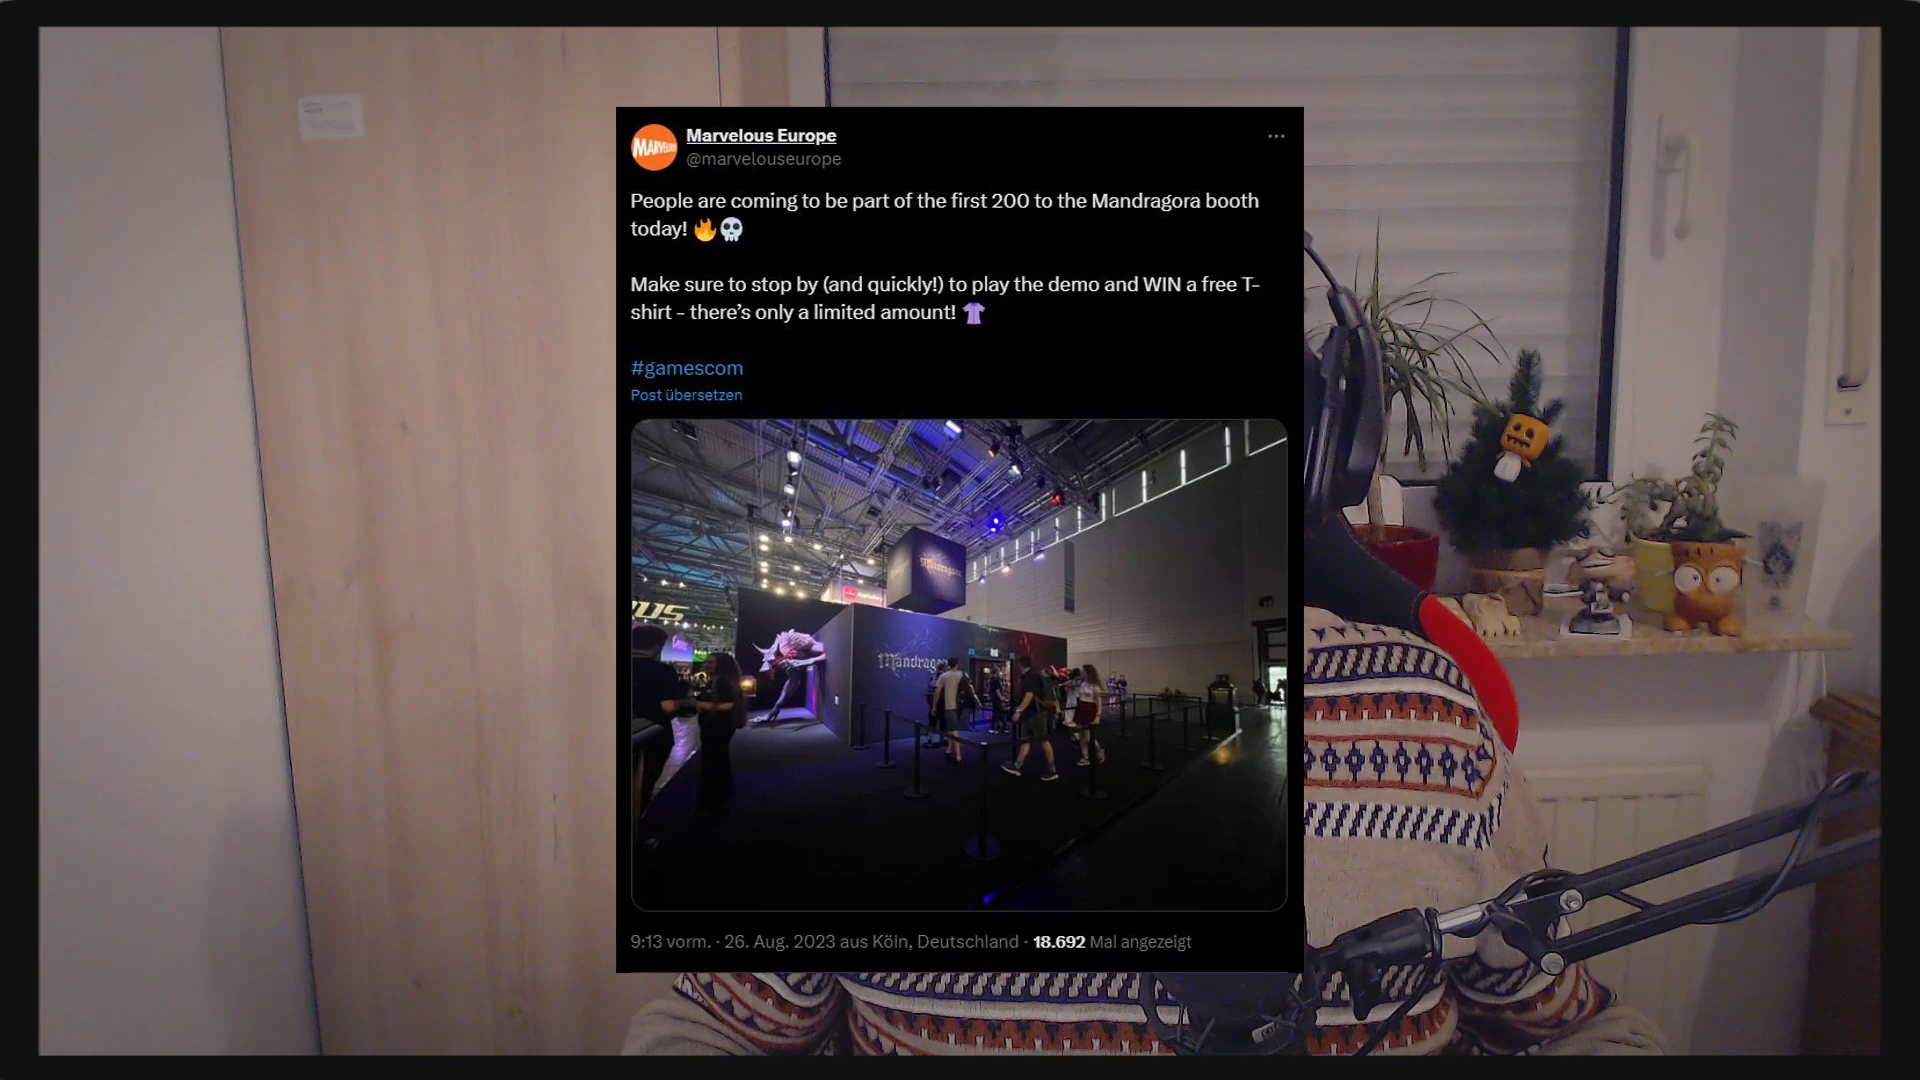 Marvelous Europe
@marvelouseurope
People are coming to be part of the first 200 to the Mandragora booth
today! 🔥💀
Make sure to stop by (and quickly!) to play the demo and WIN a free T-
shirt - there’s only a limited amount! 👚
#gamescom
Post übersetzen
Mandragora
Mandragora
9:13 vorm. · 26. Aug. 2023 aus Köln, Deutschland · 18.692 Mal angezeigt